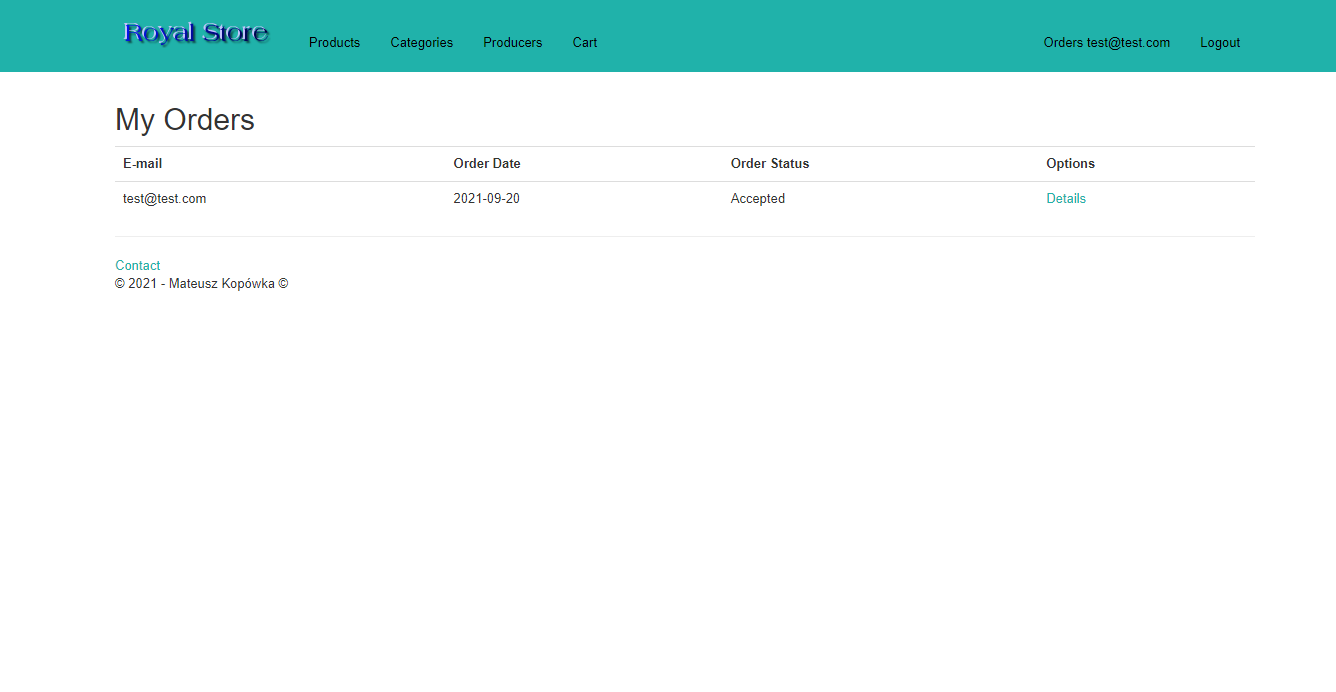 Royal Store Products Categories Producers Cart Orders test@test.com Logout
My Orders
E-mail Order Date Order Status Options
test@test.com 2021-09-20 Accepted Details
Contact
© 2021 - Mateusz Kopówka ©